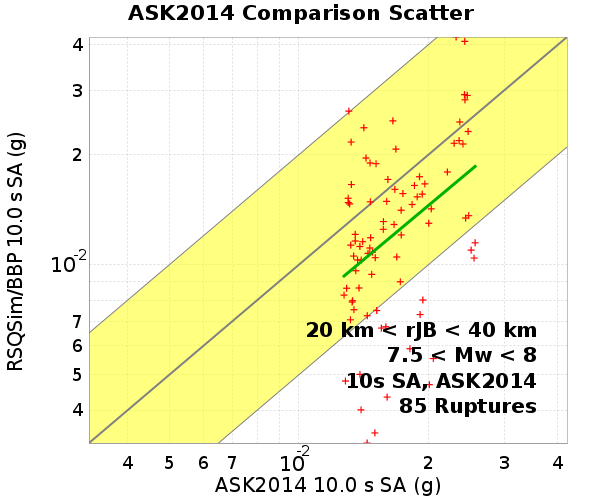 ASK2014 Comparison Scatter
RSQSim/BBP 10.0 s SA (g)
4
3
2
10-2
7
6
5
4
20 km < rJB < 40 km
7.5 < Mw < 8
10s SA, ASK2014
85 Ruptures
4 5 6 7 10-2 2 3 4
ASK2014 10.0 s SA (g)